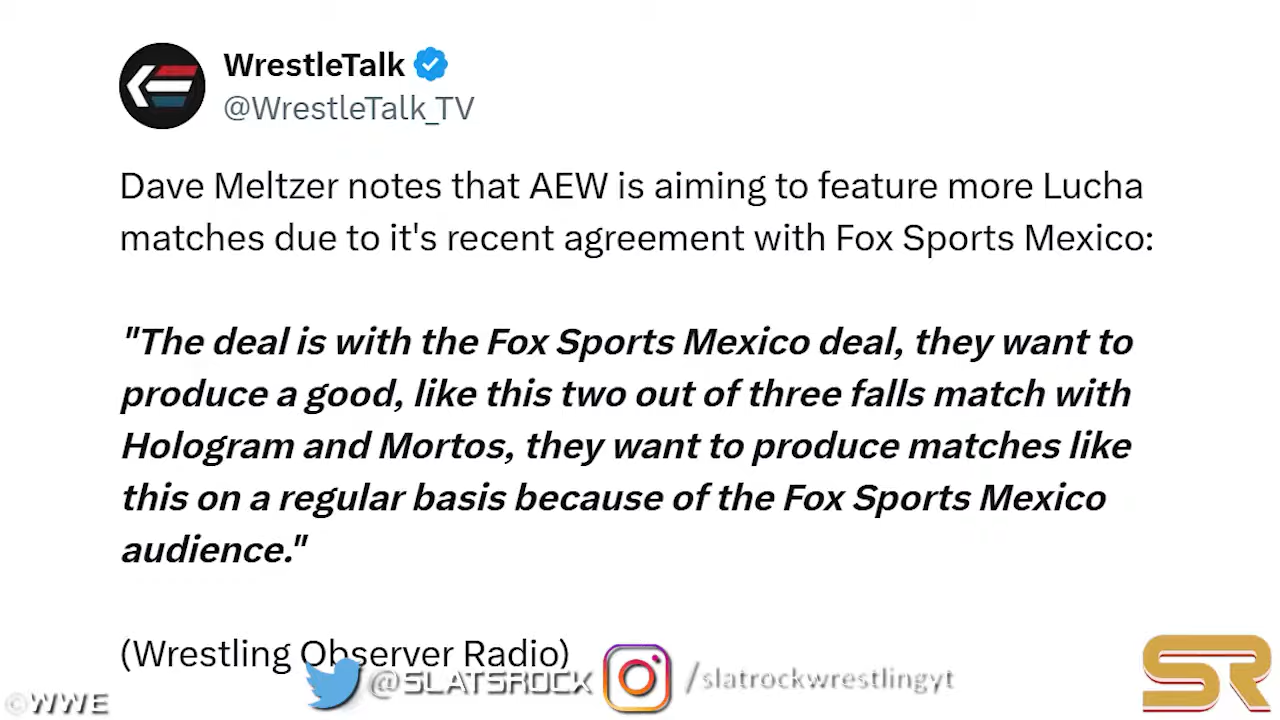 WrestleTalk
@WrestleTalk_TV
Dave Meltzer notes that AEW is aiming to feature more Lucha
matches due to it's recent agreement with Fox Sports Mexico:
"The deal is with the Fox Sports Mexico deal, they want to
produce a good, like this two out of three falls match with
Hologram and Mortos, they want to produce matches like
this on a regular basis because of the Fox Sports Mexico
audience."
(Wrestling Observer Radio)
@SLATSROCK
/slatrockwrestlingyt
©WWE
SR